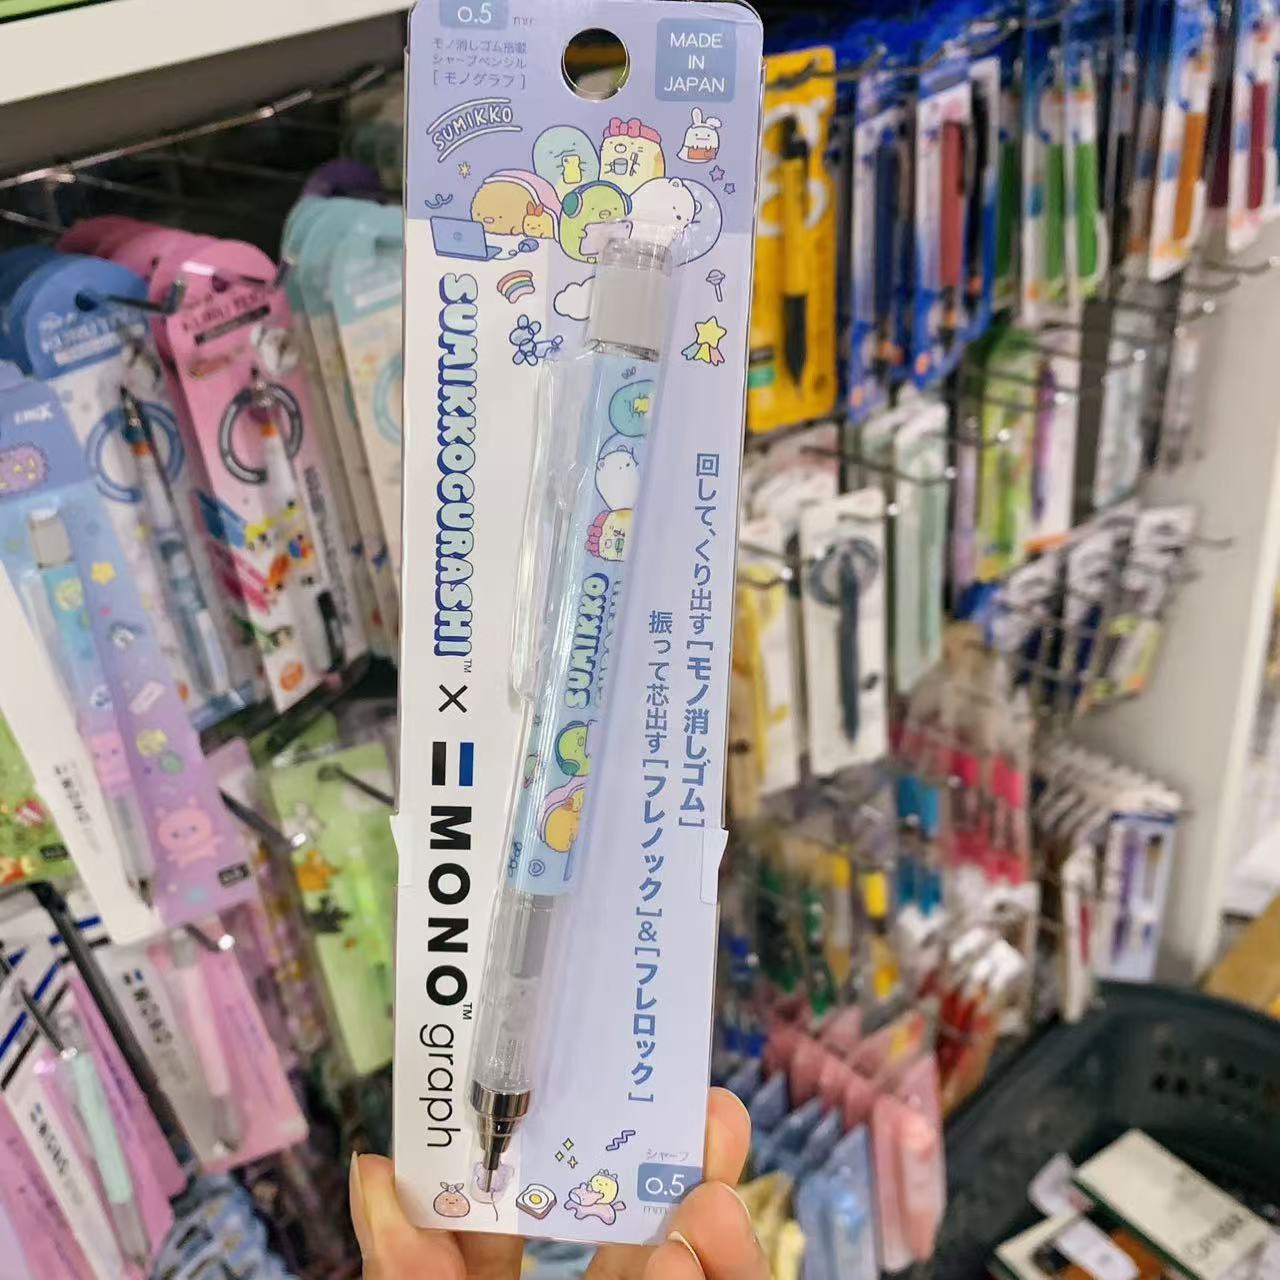 0.5 mm
モノ消しゴム搭載
シャープペンシル
[モノグラフ]
MADE
IN
JAPAN
SUMIKKO
SUMIKKOGURASHI™ × MONO™ graph
回して、くり出す[モノ消しゴム]
振って芯出す[フレノック]&[フレロック]
SUMIKKO
シャープ
0.5
mm